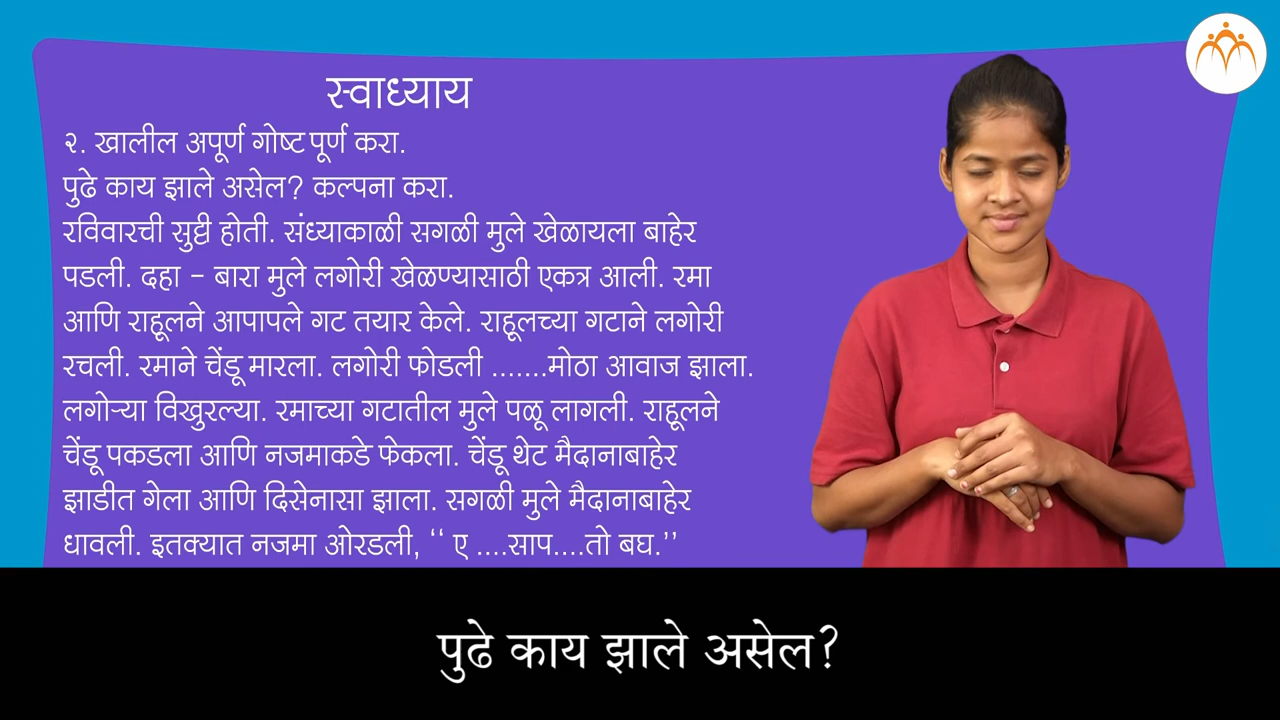 स्वाध्याय
२. खालील अपूर्ण गोष्ट पूर्ण करा.
पुढे काय झाले असेल? कल्पना करा.
रविवारची सुट्टी होती. संध्याकाळी सगळी मुले खेळायला बाहेर
पडली. दहा - बारा मुले लगोरी खेळण्यासाठी एकत्र आली. रमा
आणि राहूलने आपापले गट तयार केले. राहूलच्या गटाने लगोरी
रचली. रमाने चेंडू मारला. लगोरी फोडली .......मोठा आवाज झाला.
लगोऱ्या विखुरल्या. रमाच्या गटातील मुले पळू लागली. राहूलने
चेंडू पकडला आणि नजमाकडे फेकला. चेंडू थेट मैदानाबाहेर
झाडीत गेला आणि दिसेनासा झाला. सगळी मुले मैदानाबाहेर
धावली. इतक्यात नजमा ओरडली, ‘‘ ए ....साप....तो बघ.’’
पुढे काय झाले असेल?